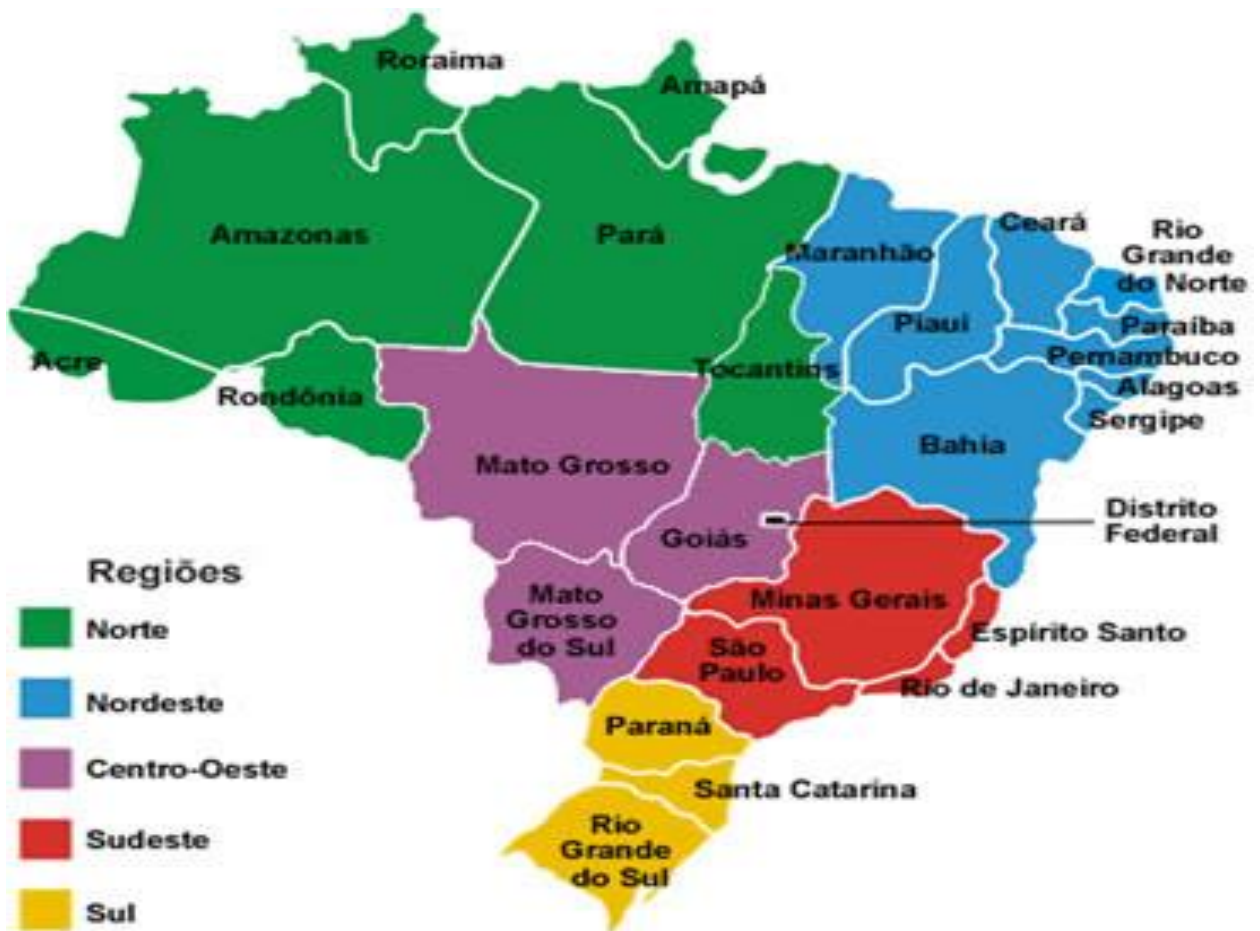 Roraima
Amapá
Amazonas
Pará
Maranhão
Ceará
Rio
Grande
do Norte
Piaui
Paraíba
Pernambuco
Alagoas
Sergipe
Acre
Rondônia
Tocantins
Bahia
Mato Grosso
Distrito
Federal
Goiás
Mato
Grosso
do Sul
Minas Gerais
Espírito Santo
São
Paulo
Rio de Janeiro
Paraná
Santa Catarina
Rio
Grande
do Sul
Regiões
Norte
Nordeste
Centro-Oeste
Sudeste
Sul